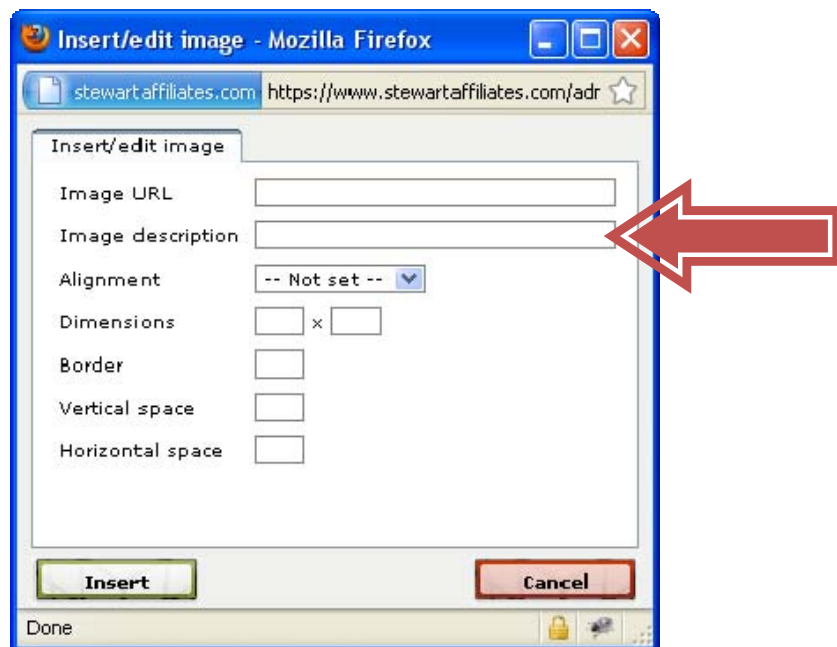 Insert/edit image - Mozilla Firefox
stewartaffiliates.com https://www.stewartaffiliates.com/adr
Insert/edit image
Image URL
Image description
Alignment -- Not set --
Dimensions x
Border
Vertical space
Horizontal space
Insert Cancel
Done